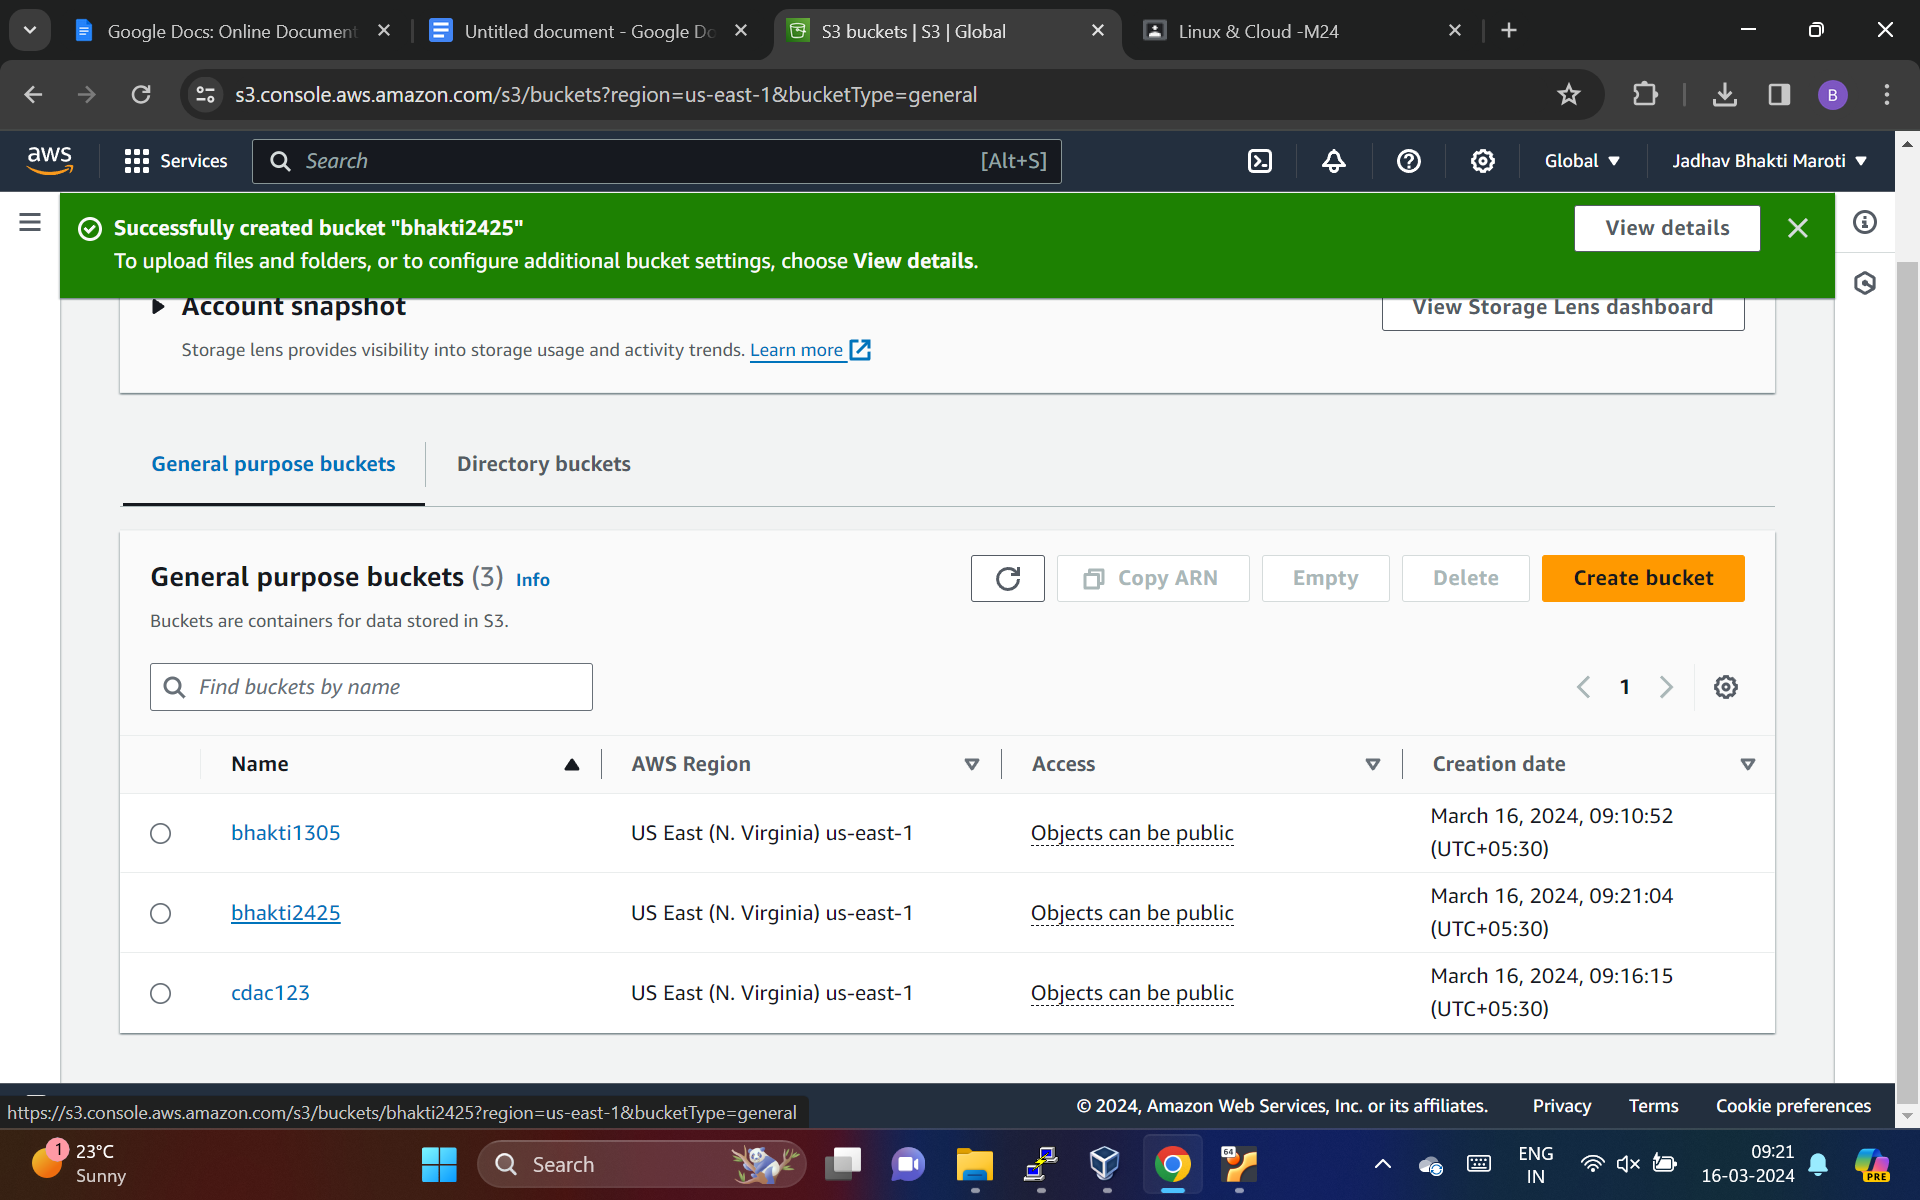 Google Docs: Online Document
Untitled document - Google Do
S3 buckets | S3 | Global
Linux & Cloud -M24
s3.console.aws.amazon.com/s3/buckets?region=us-east-1&bucketType=general
B
aws
Services
Search
[Alt+S]
Global
Jadhav Bhakti Maroti
Successfully created bucket "bhakti2425"
View details
To upload files and folders, or to configure additional bucket settings, choose View details.
Account snapshot
View Storage Lens dashboard
Storage lens provides visibility into storage usage and activity trends. Learn more
General purpose buckets
Directory buckets
General purpose buckets (3) Info
Copy ARN
Empty
Delete
Create bucket
Buckets are containers for data stored in S3.
Find buckets by name
1
Name
AWS Region
Access
Creation date
bhakti1305
US East (N. Virginia) us-east-1
Objects can be public
March 16, 2024, 09:10:52
(UTC+05:30)
bhakti2425
US East (N. Virginia) us-east-1
Objects can be public
March 16, 2024, 09:21:04
(UTC+05:30)
cdac123
US East (N. Virginia) us-east-1
Objects can be public
March 16, 2024, 09:16:15
(UTC+05:30)
https://s3.console.aws.amazon.com/s3/buckets/bhakti2425?region=us-east-1&bucketType=general
© 2024, Amazon Web Services, Inc. or its affiliates.
Privacy
Terms
Cookie preferences
1
23°C
Sunny
Search
64
ENG
IN
09:21
16-03-2024
PRE